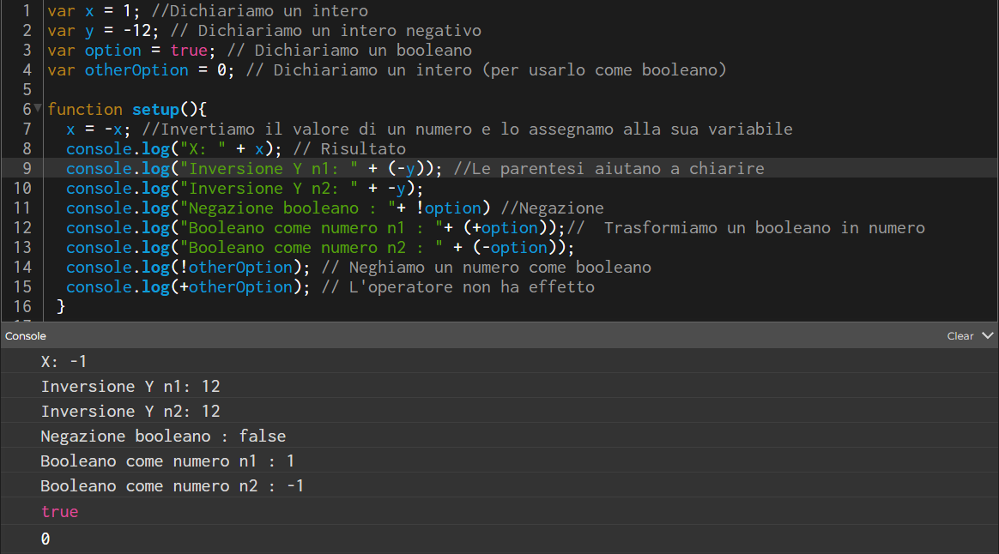 1 var x = 1; //Dichiariamo un intero
2 var y = -12; // Dichiariamo un intero negativo
3 var option = true; // Dichiariamo un booleano
4 var otherOption = 0; // Dichiariamo un intero (per usarlo come booleano)
5
6 function setup(){
7 x = -x; //Invertiamo il valore di un numero e lo assegnamo alla sua variabile
8 console.log("X: " + x); // Risultato
9 console.log("Inversione Y n1: " + (-y)); //Le parentesi aiutano a chiarire
10 console.log("Inversione Y n2: " + -y);
11 console.log("Negazione booleano : "+ !option) //Negazione
12 console.log("Booleano come numero n1 : "+ (+option));//  Trasformiamo un booleano in numero
13 console.log("Booleano come numero n2 : " + (-option));
14 console.log(!otherOption); // Neghiamo un numero come booleano
15 console.log(+otherOption); // L'operatore non ha effetto
16 }
Console Clear
X: -1
Inversione Y n1: 12
Inversione Y n2: 12
Negazione booleano : false
Booleano come numero n1 : 1
Booleano come numero n2 : -1
true
0